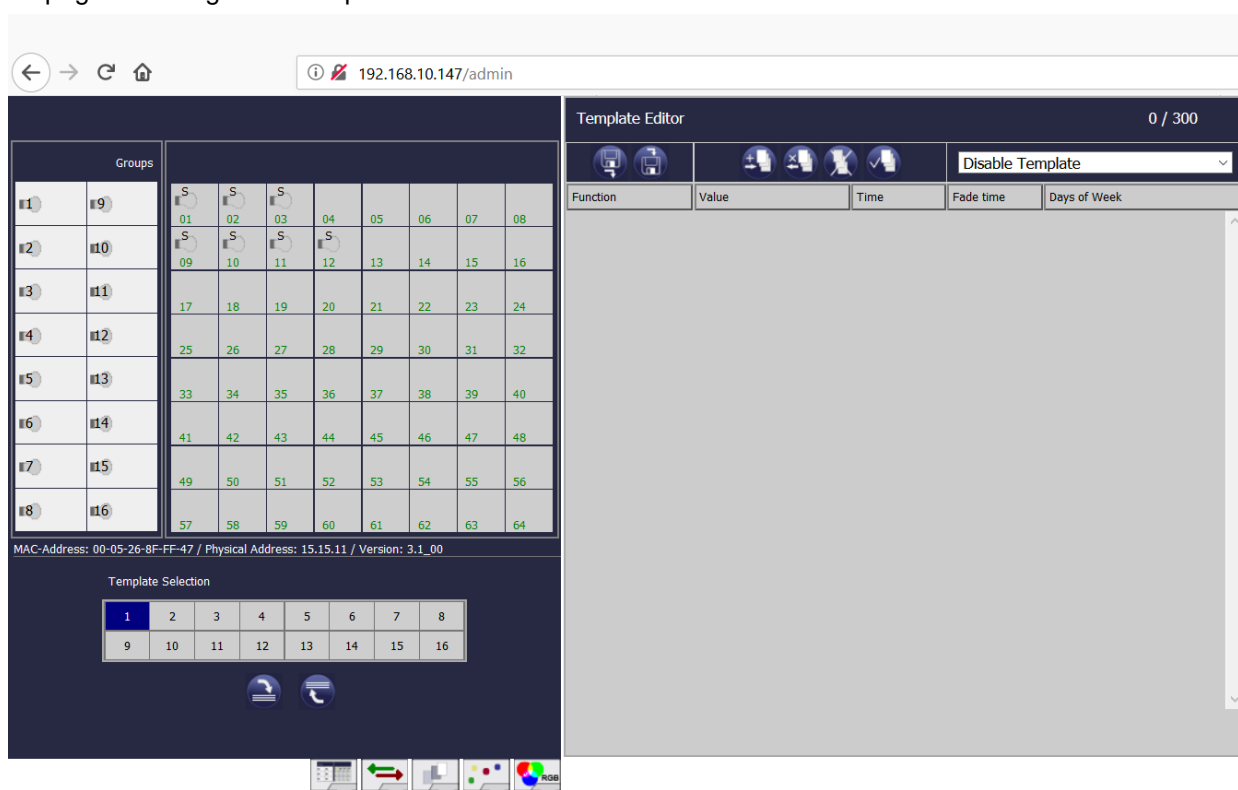 192.168.10.147/admin
Template Editor 0 / 300
Groups
Disable Template
Function Value Time Fade time Days of Week
1 9 S S S
01 02 03 04 05 06 07 08
2 10 S S S S
09 10 11 12 13 14 15 16
3 11
17 18 19 20 21 22 23 24
4 12
25 26 27 28 29 30 31 32
5 13
33 34 35 36 37 38 39 40
6 14
41 42 43 44 45 46 47 48
7 15
49 50 51 52 53 54 55 56
8 16
57 58 59 60 61 62 63 64
MAC-Address: 00-05-26-8F-FF-47 / Physical Address: 15.15.11 / Version: 3.1_00
Template Selection
1 2 3 4 5 6 7 8
9 10 11 12 13 14 15 16
RGB